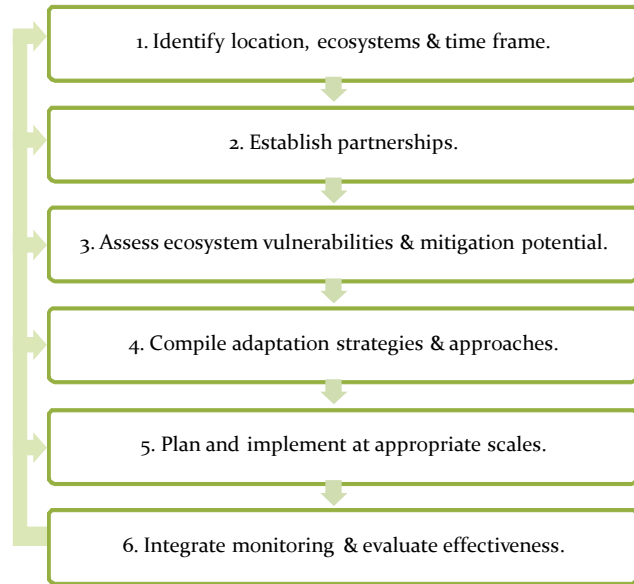 1. Identify location, ecosystems & time frame.
2. Establish partnerships.
3. Assess ecosystem vulnerabilities & mitigation potential.
4. Compile adaptation strategies & approaches.
5. Plan and implement at appropriate scales.
6. Integrate monitoring & evaluate effectiveness.